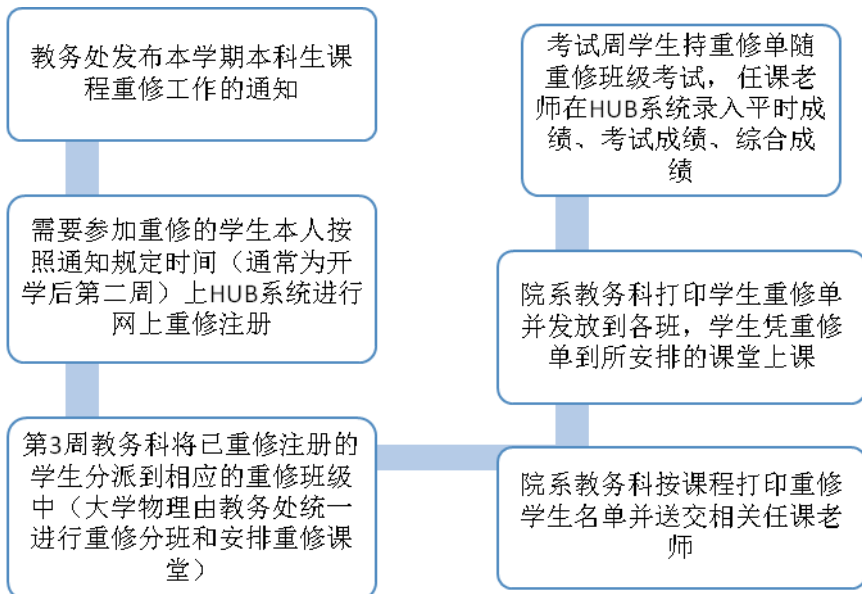 教务处发布本学期本科生课
程重修工作的通知
需要参加重修的学生本人按
照通知规定时间（通常为开
学后第二周）上HUB系统进行
网上重修注册
第3周教务科将已重修注册的
学生分派到相应的重修班级
中（大学物理由教务处统一
进行重修分班和安排重修课
堂）
院系教务科按课程打印重修
学生名单并送交相关任课老
师
院系教务科打印学生重修单
并发放到各班，学生凭重修
单到所安排的课堂上课
考试周学生持重修单随
重修班级考试，任课老
师在HUB系统录入平时成
绩、考试成绩、综合成
绩